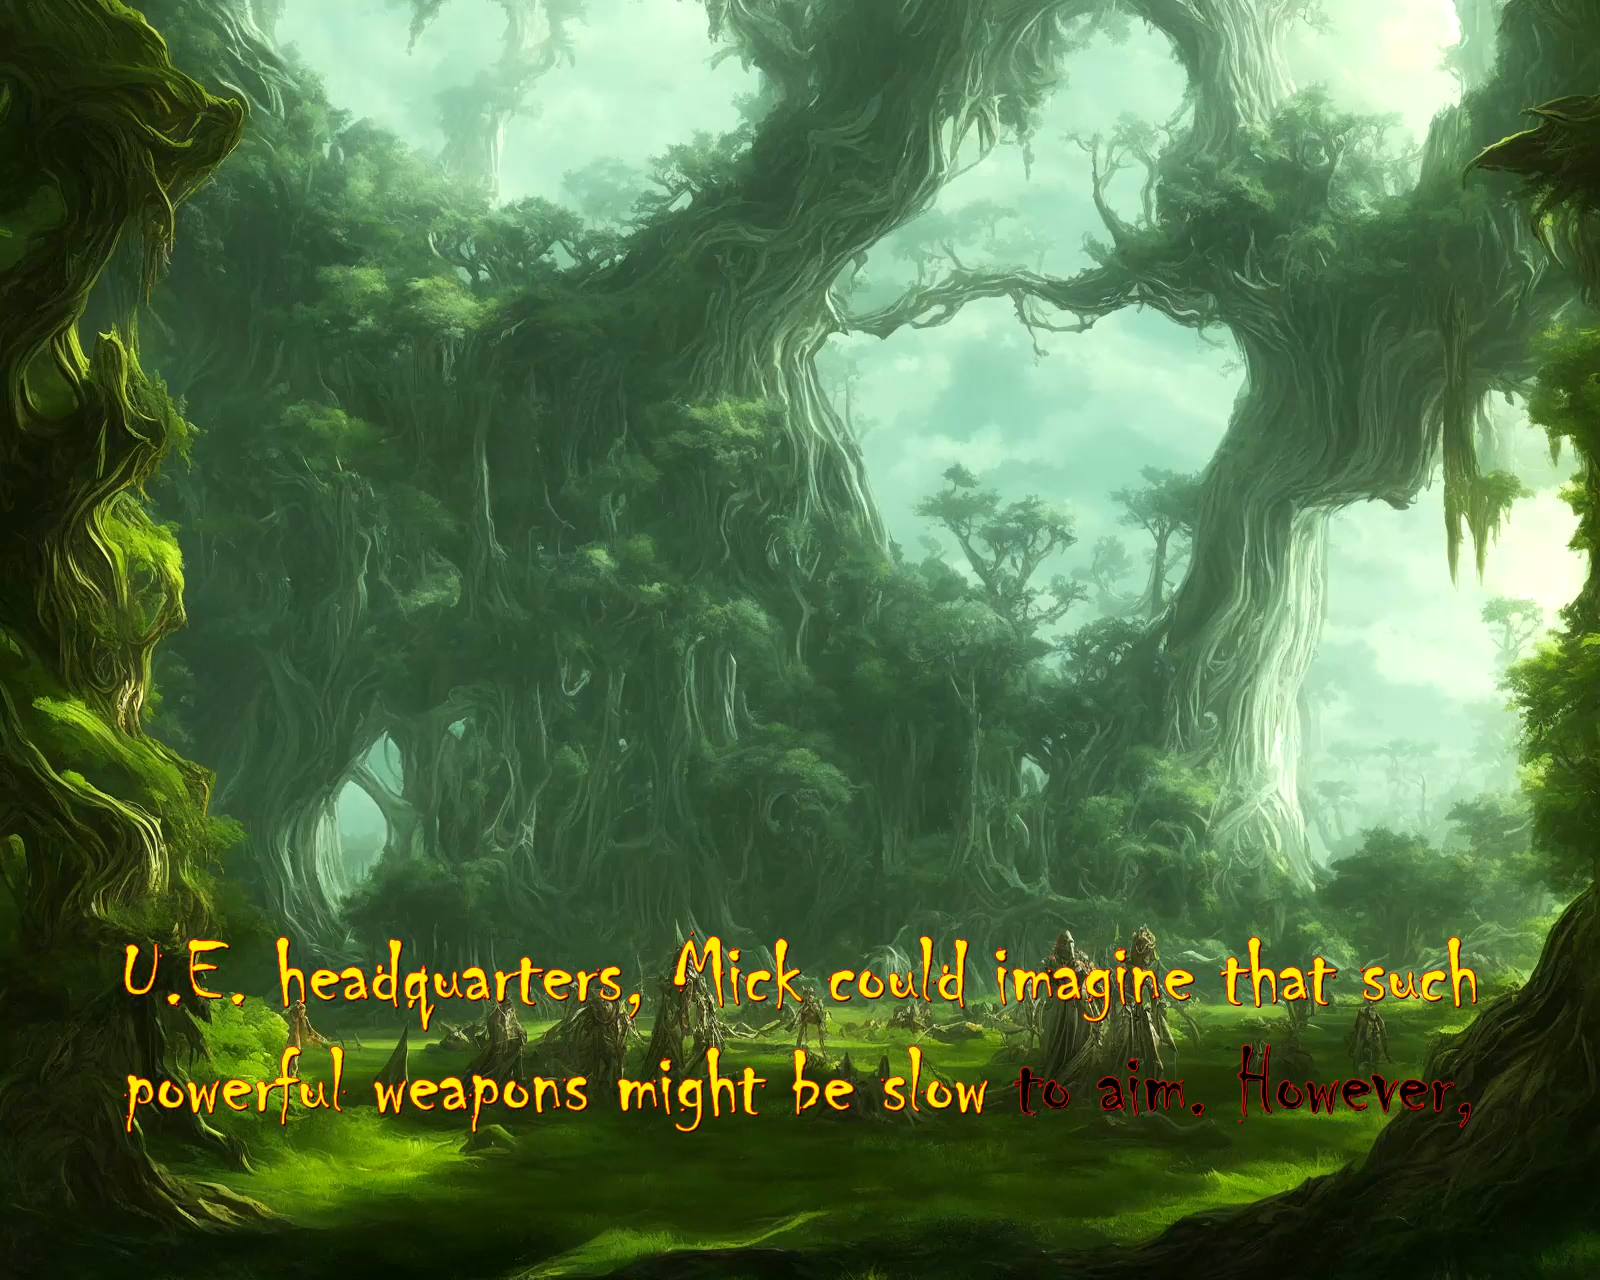 U.E. headquarters, Mick could imagine that such
powerful weapons might be slow to aim. However,